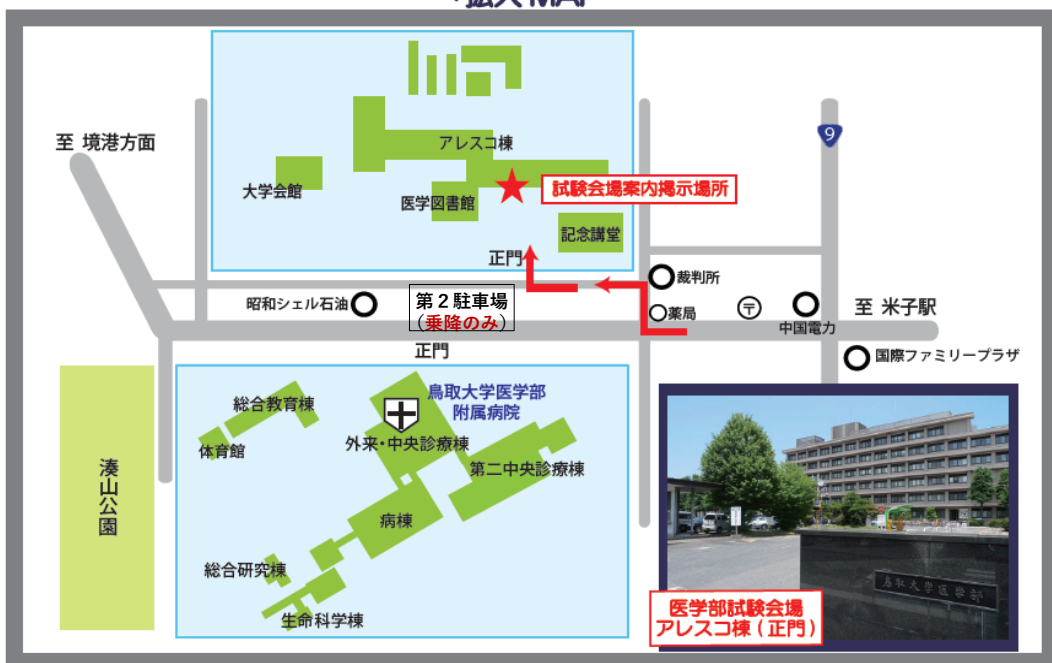 拡大MAP
至 境港方面
9
アレスコ棟
大学会館
医学図書館
試験会場案内掲示場所
記念講堂
正門
裁判所
昭和シェル石油
第2駐車場
(乗降のみ)
薬局
〒
中国電力
至 米子駅
国際ファミリープラザ
正門
鳥取大学医学部
附属病院
総合教育棟
体育館
外来・中央診療棟
第二中央診療棟
湊山公園
病棟
総合研究棟
生命科学棟
鳥取大学医学部
医学部試験会場
アレスコ棟(正門)